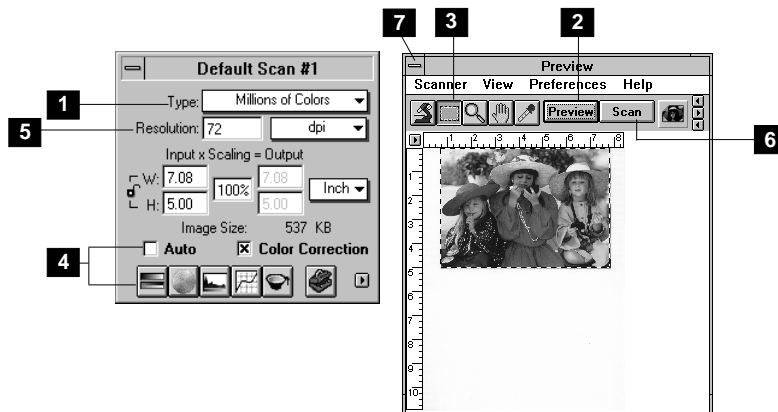 2
7
3
Default Scan #1
Preview
Scanner View Preferences Help
1
Type: Millions of Colors
Preview Scan
5
Resolution: 72 dpi
6
Input x Scaling = Output
W: 7.08 100% 7.08 Inch
H: 5.00 5.00
Image Size: 537 KB
4
Auto Color Correction
1 2 3 4 5 6 7 8
1
2
3
4
5
6
7
8
9
10